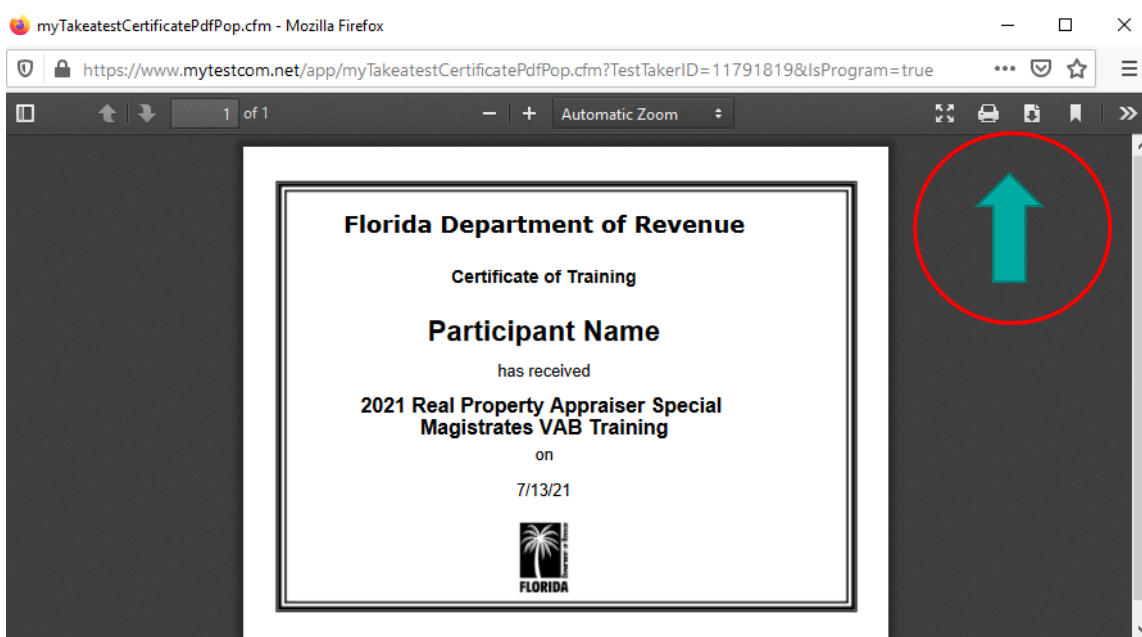 myTakeatestCertificatePdfPop.cfm - Mozilla Firefox
https://www.mytestcom.net/app/myTakeatestCertificatePdfPop.cfm?TestTakerID=11791819&IsProgram=true
1 of 1
Automatic Zoom
Florida Department of Revenue
Certificate of Training
Participant Name
has received
2021 Real Property Appraiser Special
Magistrates VAB Training
on
7/13/21
FLORIDA